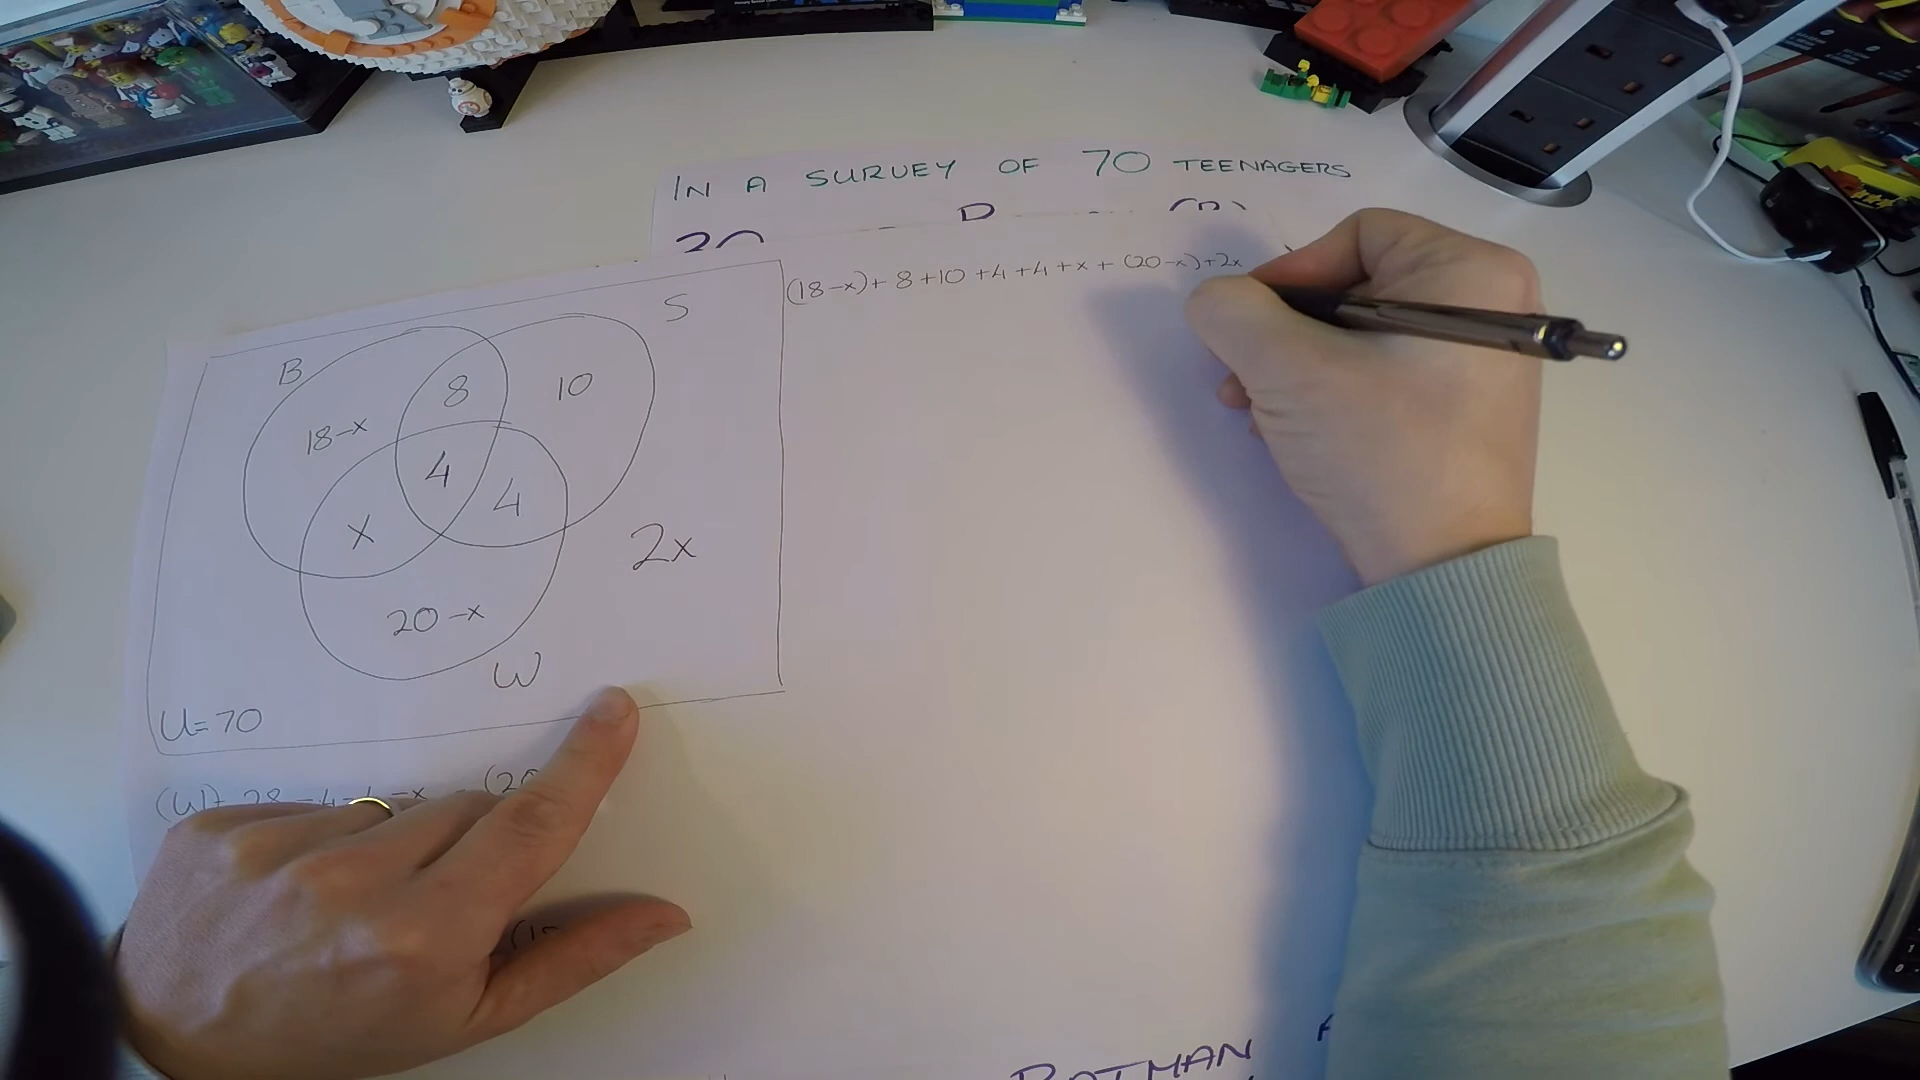 IN A SURVEY OF 70 TEENAGERS
(18-x)+ 8+10 +4+4+x+(20-x)+2x
S
B
8
10
18-x
4
4
x
2x
20-x
W
U=70
BATMAN